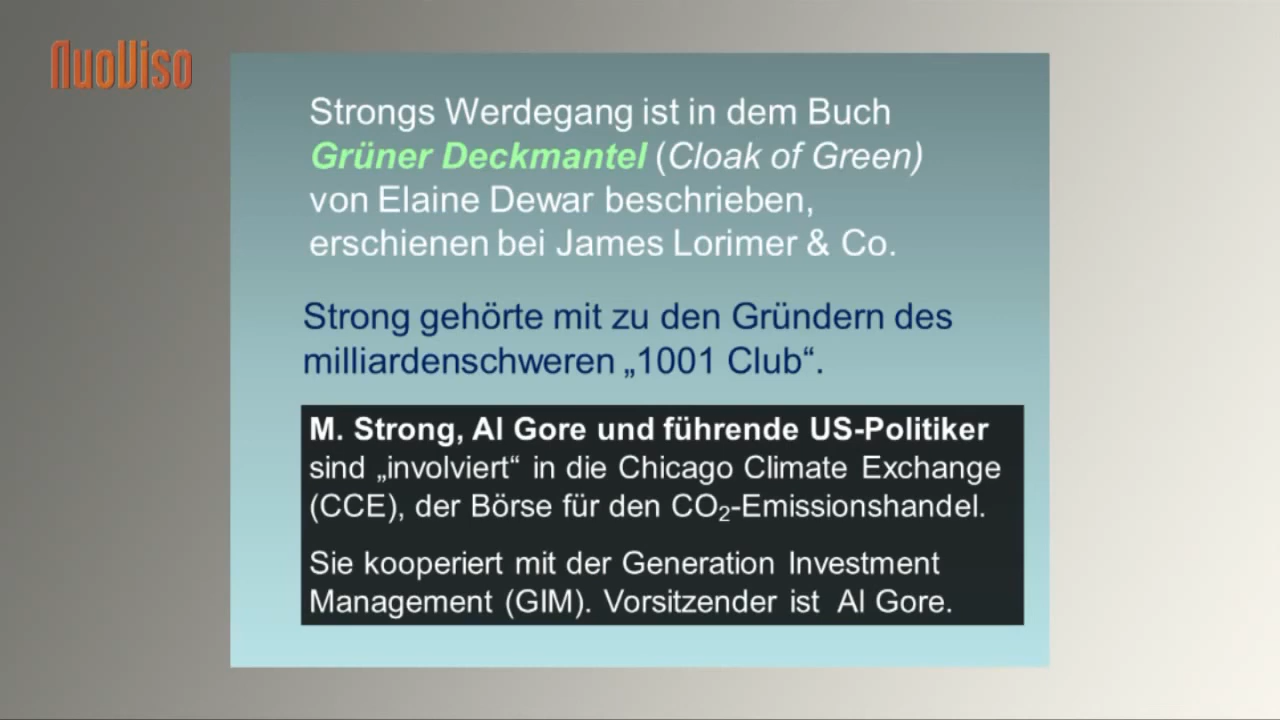 NuoViso
Strongs Werdegang ist in dem Buch
Grüner Deckmantel (Cloak of Green)
von Elaine Dewar beschrieben,
erschienen bei James Lorimer & Co.
Strong gehörte mit zu den Gründern des
milliardenschweren „1001 Club“.
M. Strong, Al Gore und führende US-Politiker
sind „involviert“ in die Chicago Climate Exchange
(CCE), der Börse für den CO₂-Emissionshandel.
Sie kooperiert mit der Generation Investment
Management (GIM). Vorsitzender ist Al Gore.